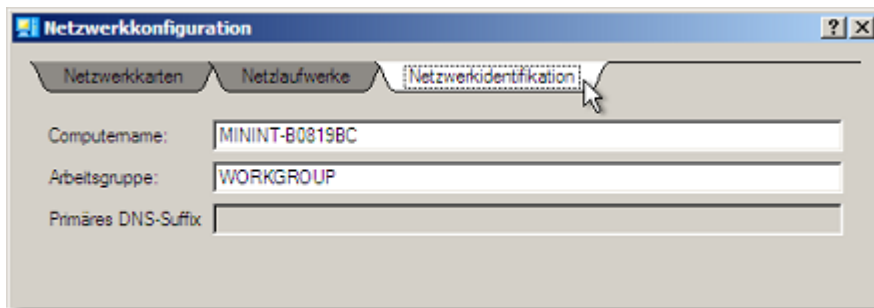 Netzwerkkonfiguration
Netzwerkkarten Netzlaufwerke Netzwerkidentifikation
Computername: MININT-B0819BC
Arbeitsgruppe: WORKGROUP
Primäres DNS-Suffix